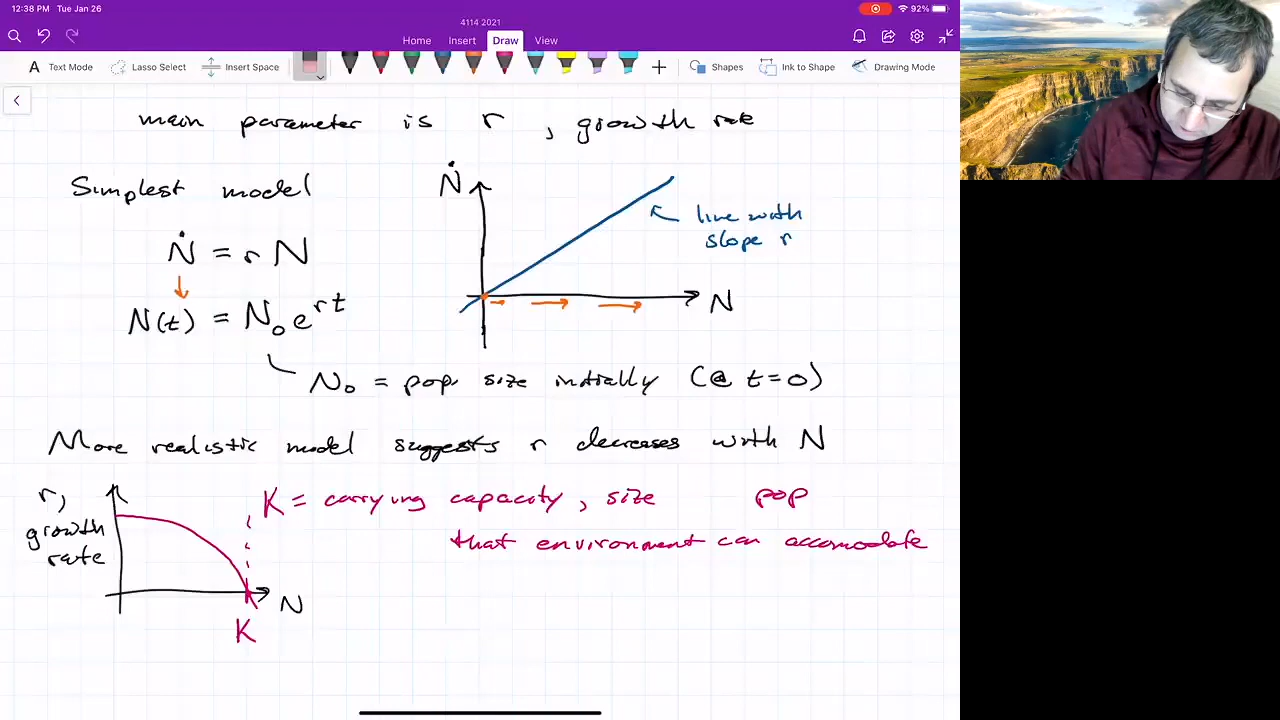 12:38 PM Tue Jan 26
92%
4114 2021
Home Insert Draw View
Text Mode Lasso Select Insert Space Shapes Ink to Shape Drawing Mode
main parameter is r, growth rate
Simplest model
Ṅ
line with
slope r
Ṅ = r N
N
N(t) = N₀ e^{rt}
N₀ = pop. size initially (@ t=0)
More realistic model suggests r decreases with N
r,
growth
rate
K = carrying capacity, size pop
that environment can accomodate
N
K